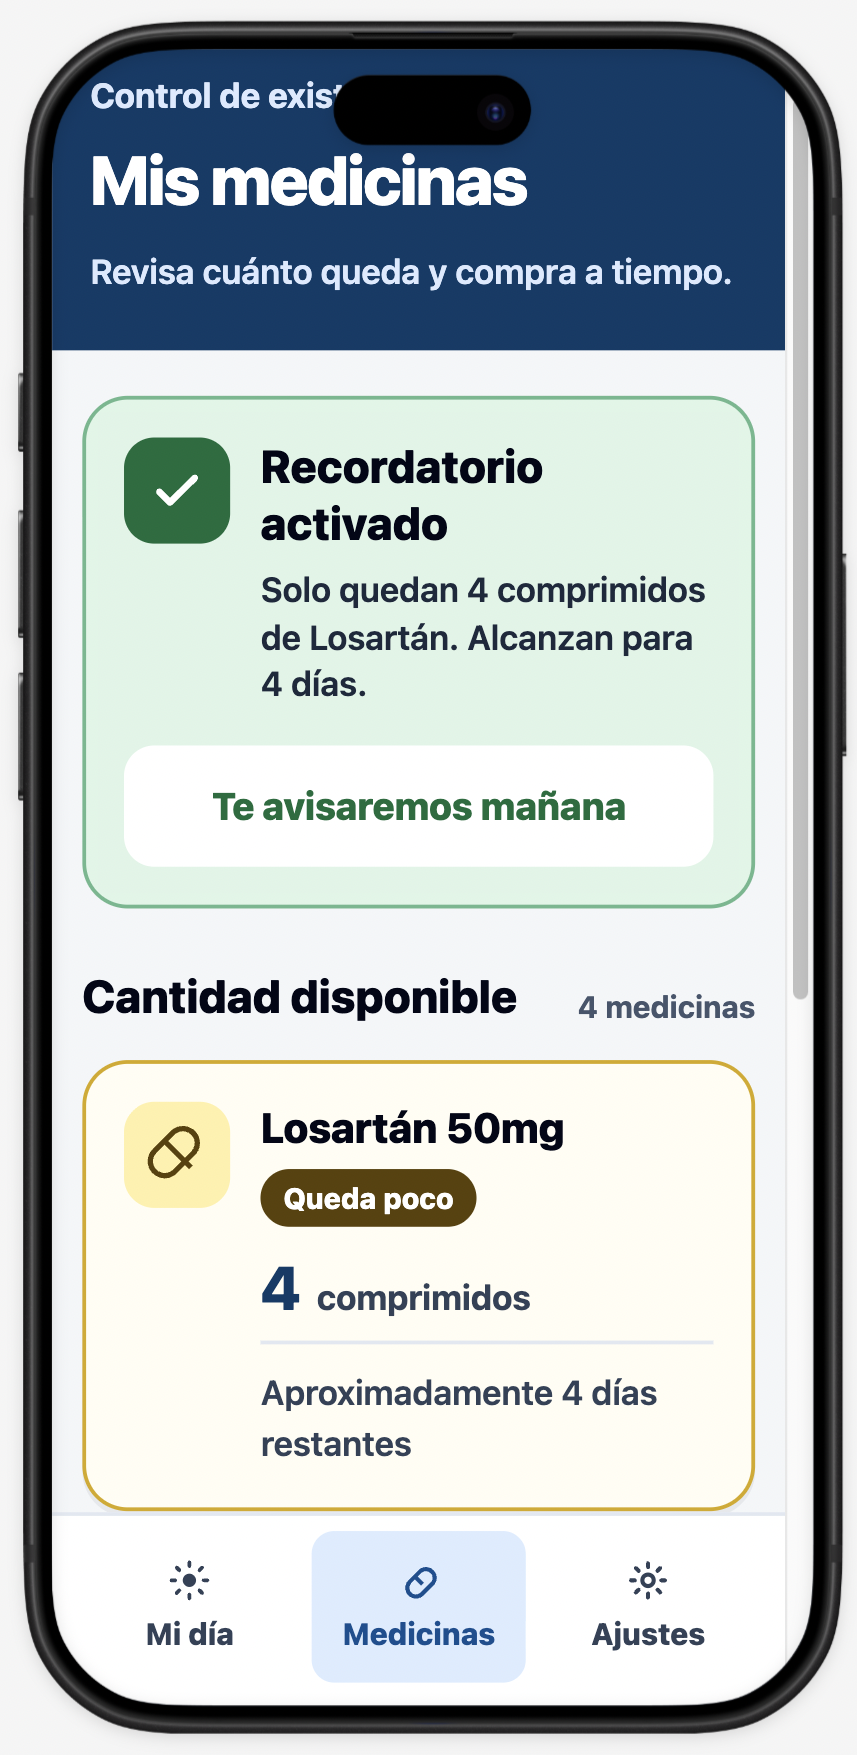 Control de
Mis medicinas
Revisa cuánto queda y compra a tiempo.
Recordatorio
activado
Solo quedan 4 comprimidos
de Losartán. Alcanzan para
4 días.
Te avisaremos mañana
Cantidad disponible
4 medicinas
Losartán 50mg
Queda poco
4 comprimidos
Aproximadamente 4 días
restantes
Mi día
Medicinas
Ajustes